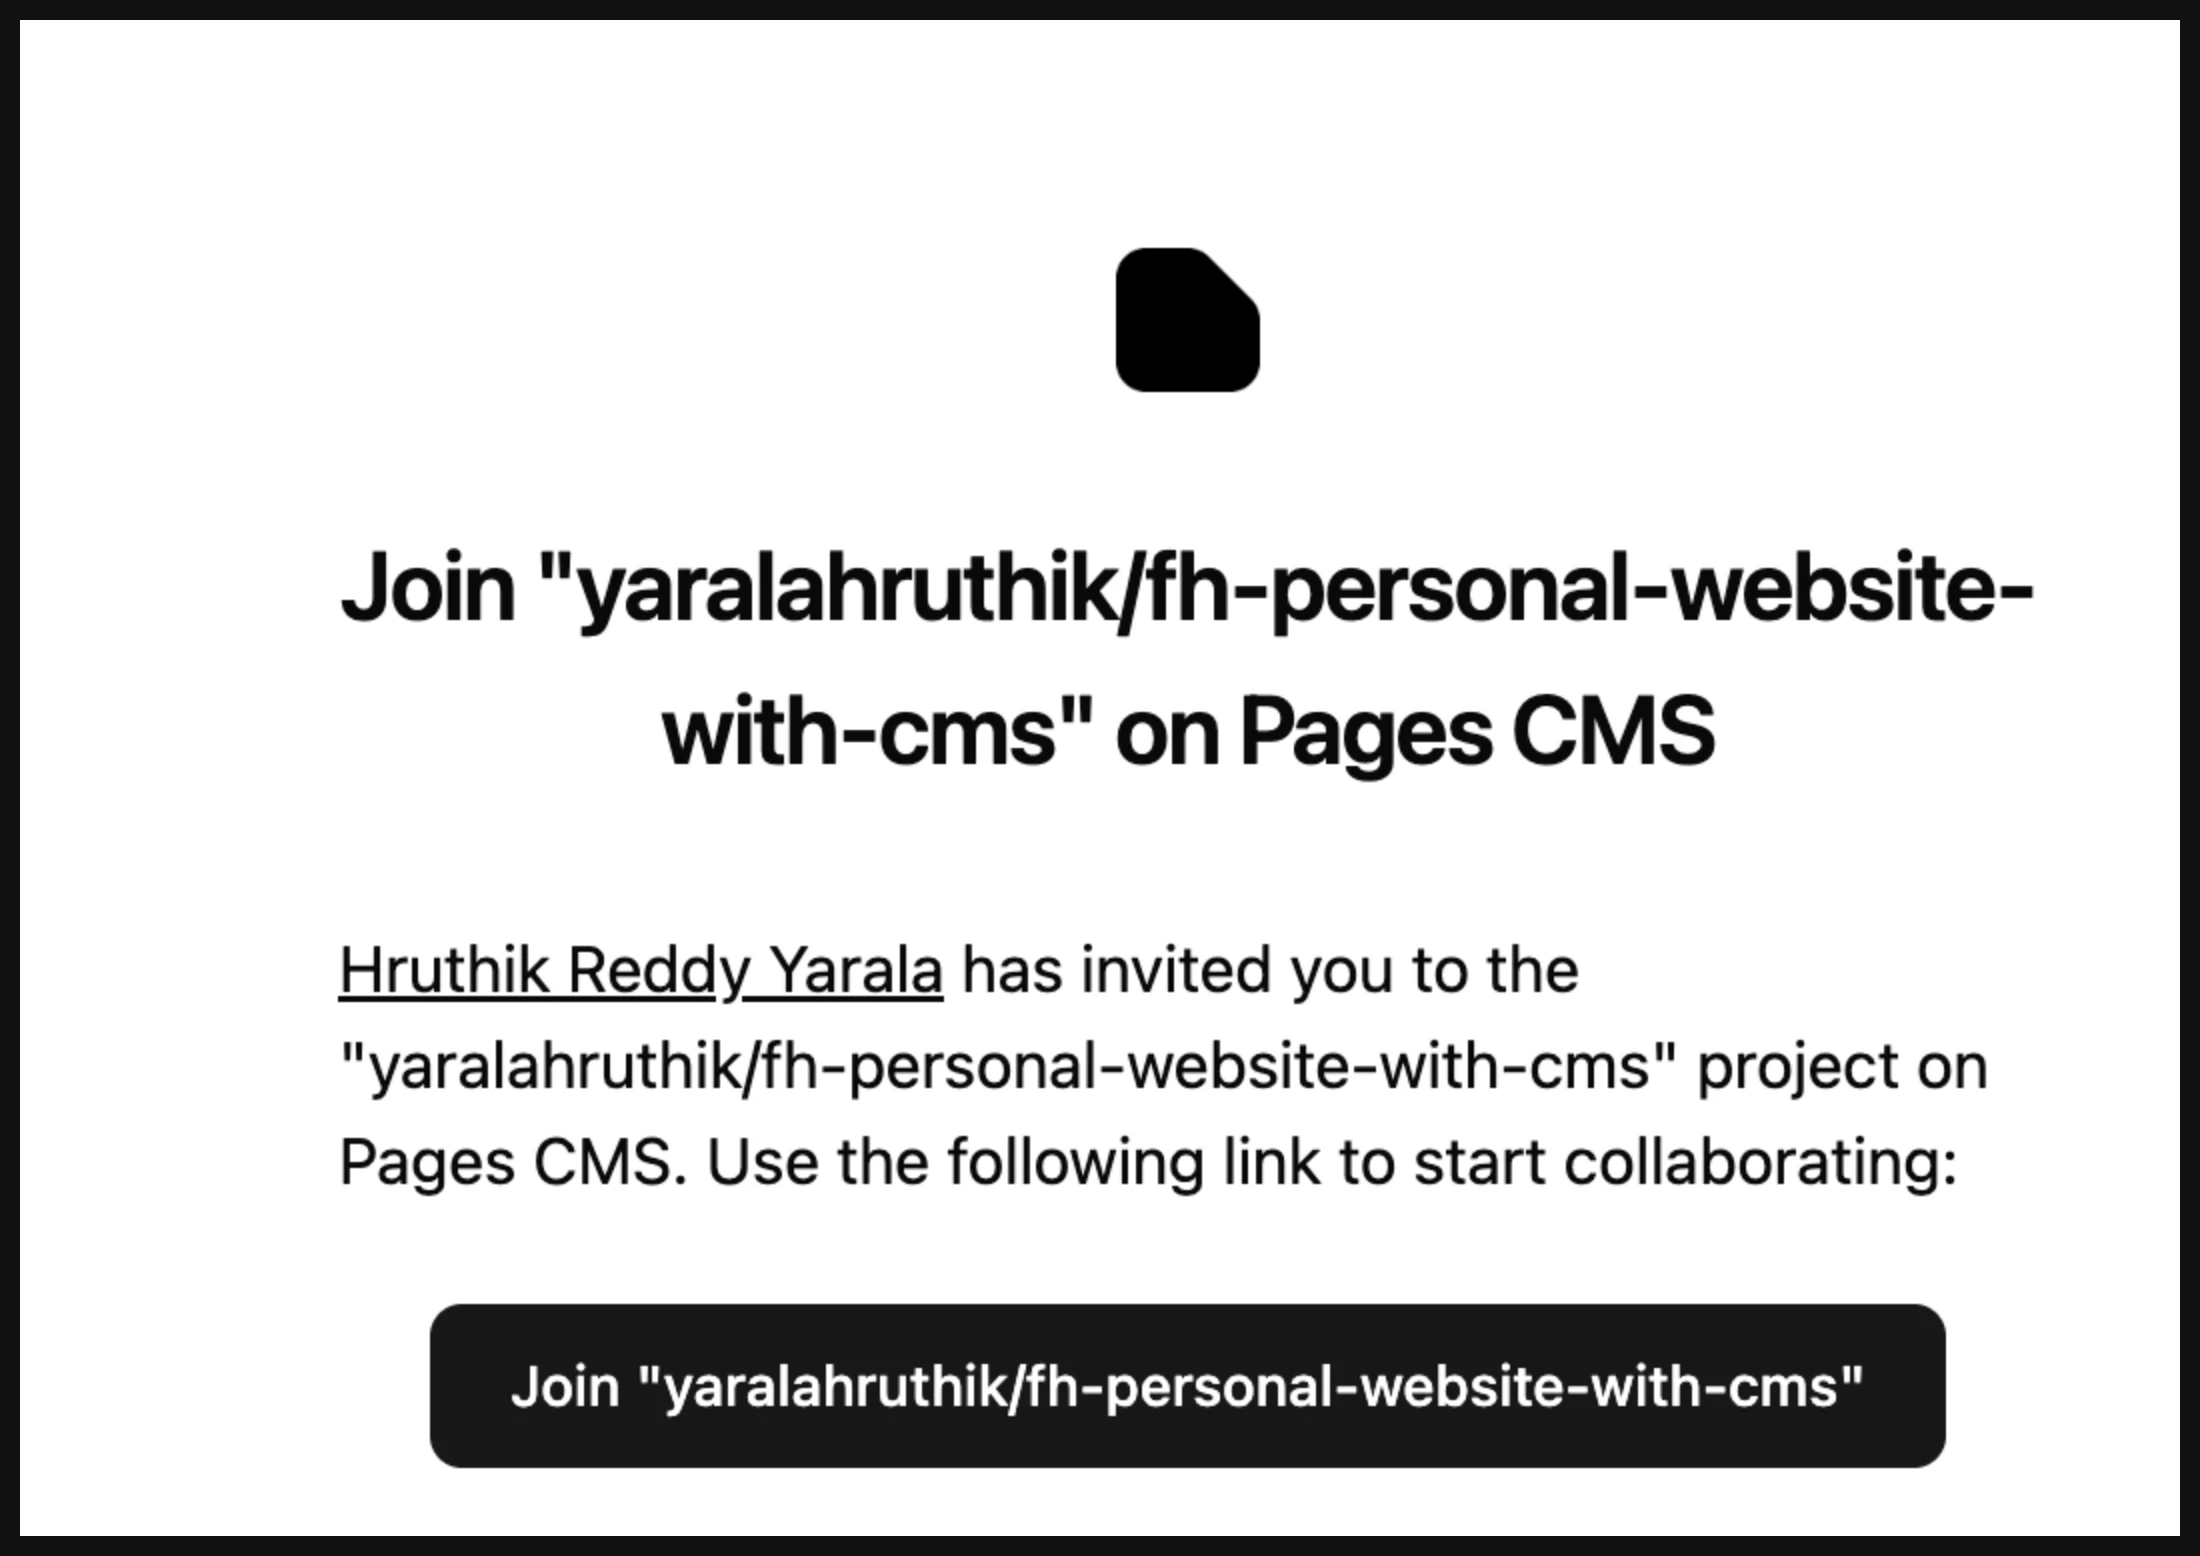 Join "yaralahruthik/fh-personal-website-
with-cms" on Pages CMS
Hruthik Reddy Yarala has invited you to the
"yaralahruthik/fh-personal-website-with-cms" project on
Pages CMS. Use the following link to start collaborating:
Join "yaralahruthik/fh-personal-website-with-cms"